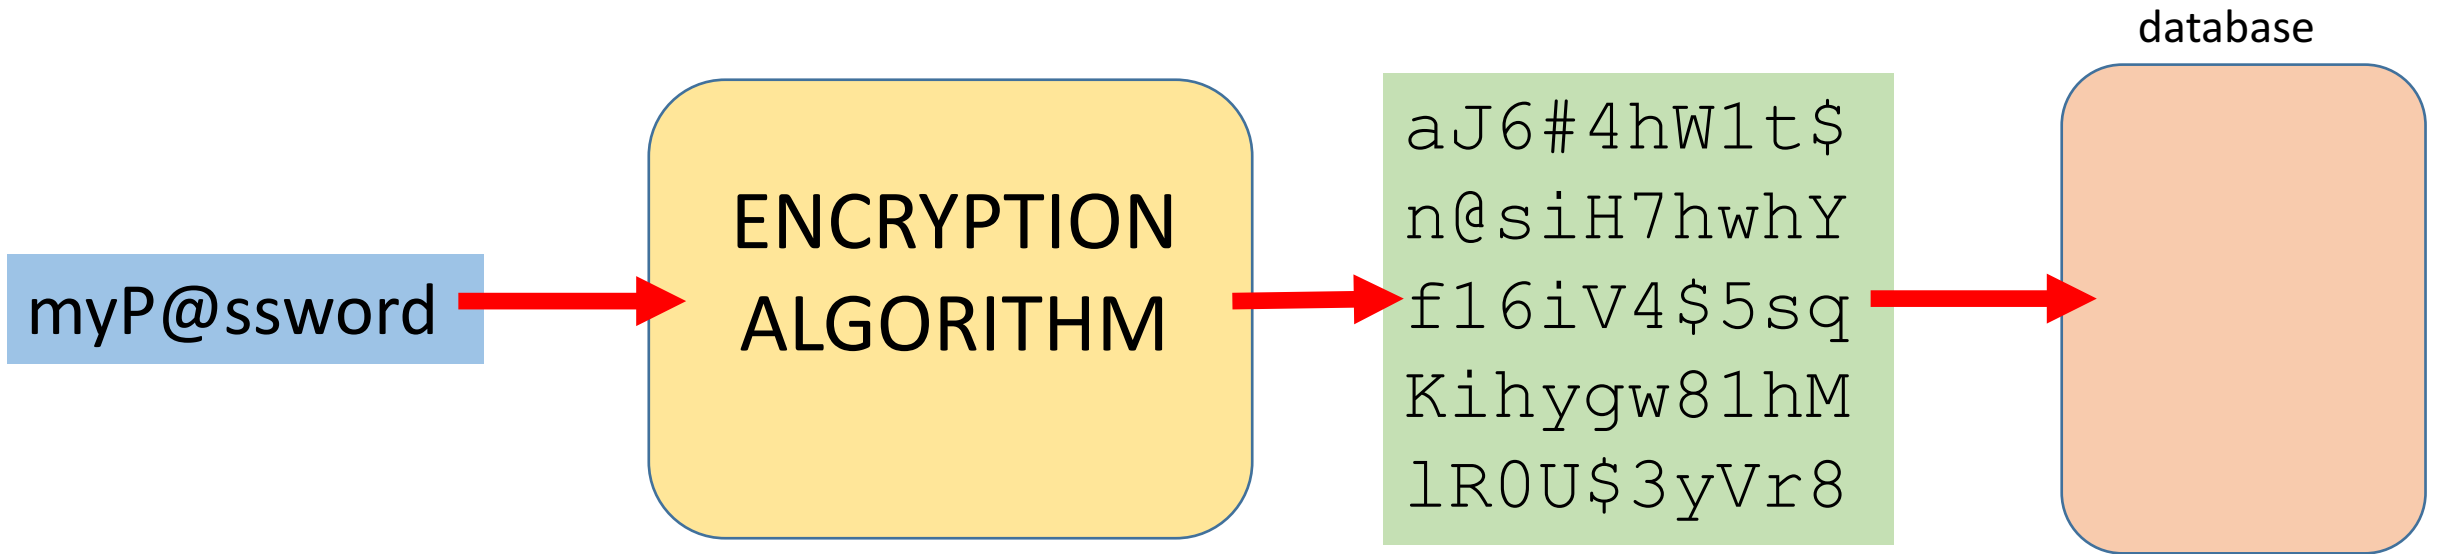 database
myP@ssword
ENCRYPTION
ALGORITHM
aJ6#4hW1t$
n@siH7hwhY
f16iV4$5sq
Kihygw81hM
lR0U$3yVr8